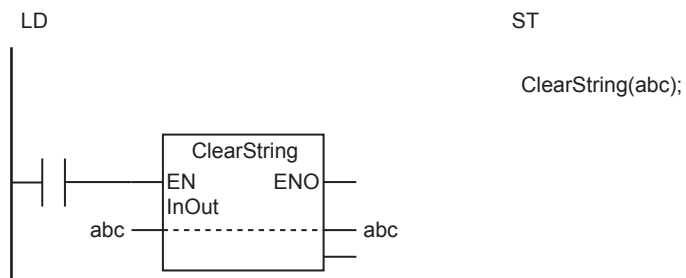 LD
ST
ClearString(abc);
ClearString
EN ENO
InOut
abc abc